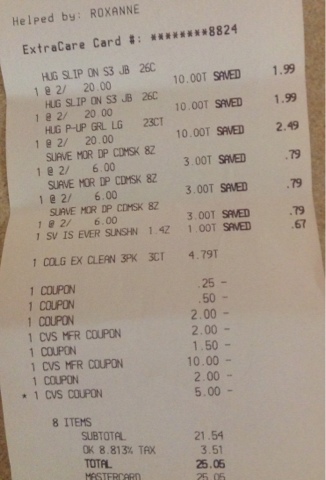 Helped by: ROXANNE
ExtraCare Card #: ********8824
HUG SLIP ON S3 JB 26C
1 @ 2/ 20.00 10.00T SAVED 1.99
HUG SLIP ON S3 JB 26C
1 @ 2/ 20.00 10.00T SAVED 1.99
HUG P-UP GRL LG 23CT
1 @ 2/ 20.00 10.00T SAVED 2.49
SUAVE MOR DP CDMSK 8Z
1 @ 2/ 6.00 3.00T SAVED .79
SUAVE MOR DP CDMSK 8Z
1 @ 2/ 6.00 3.00T SAVED .79
SUAVE MOR DP CDMSK 8Z
1 @ 2/ 6.00 3.00T SAVED .79
1 SV IS EVER SUNSHN 1.4Z 1.00T SAVED .67
1 COLG EX CLEAN 3PK 3CT 4.79T
1 COUPON .25 -
1 COUPON .50 -
1 COUPON 2.00 -
1 CVS MFR COUPON 2.00 -
1 COUPON 1.50 -
1 CVS MFR COUPON 10.00 -
1 COUPON 2.00 -
* 1 CVS COUPON 5.00 -
8 ITEMS
SUBTOTAL 21.54
OK 8.813% TAX 3.51
TOTAL 25.05
MASTERCARD 25.05